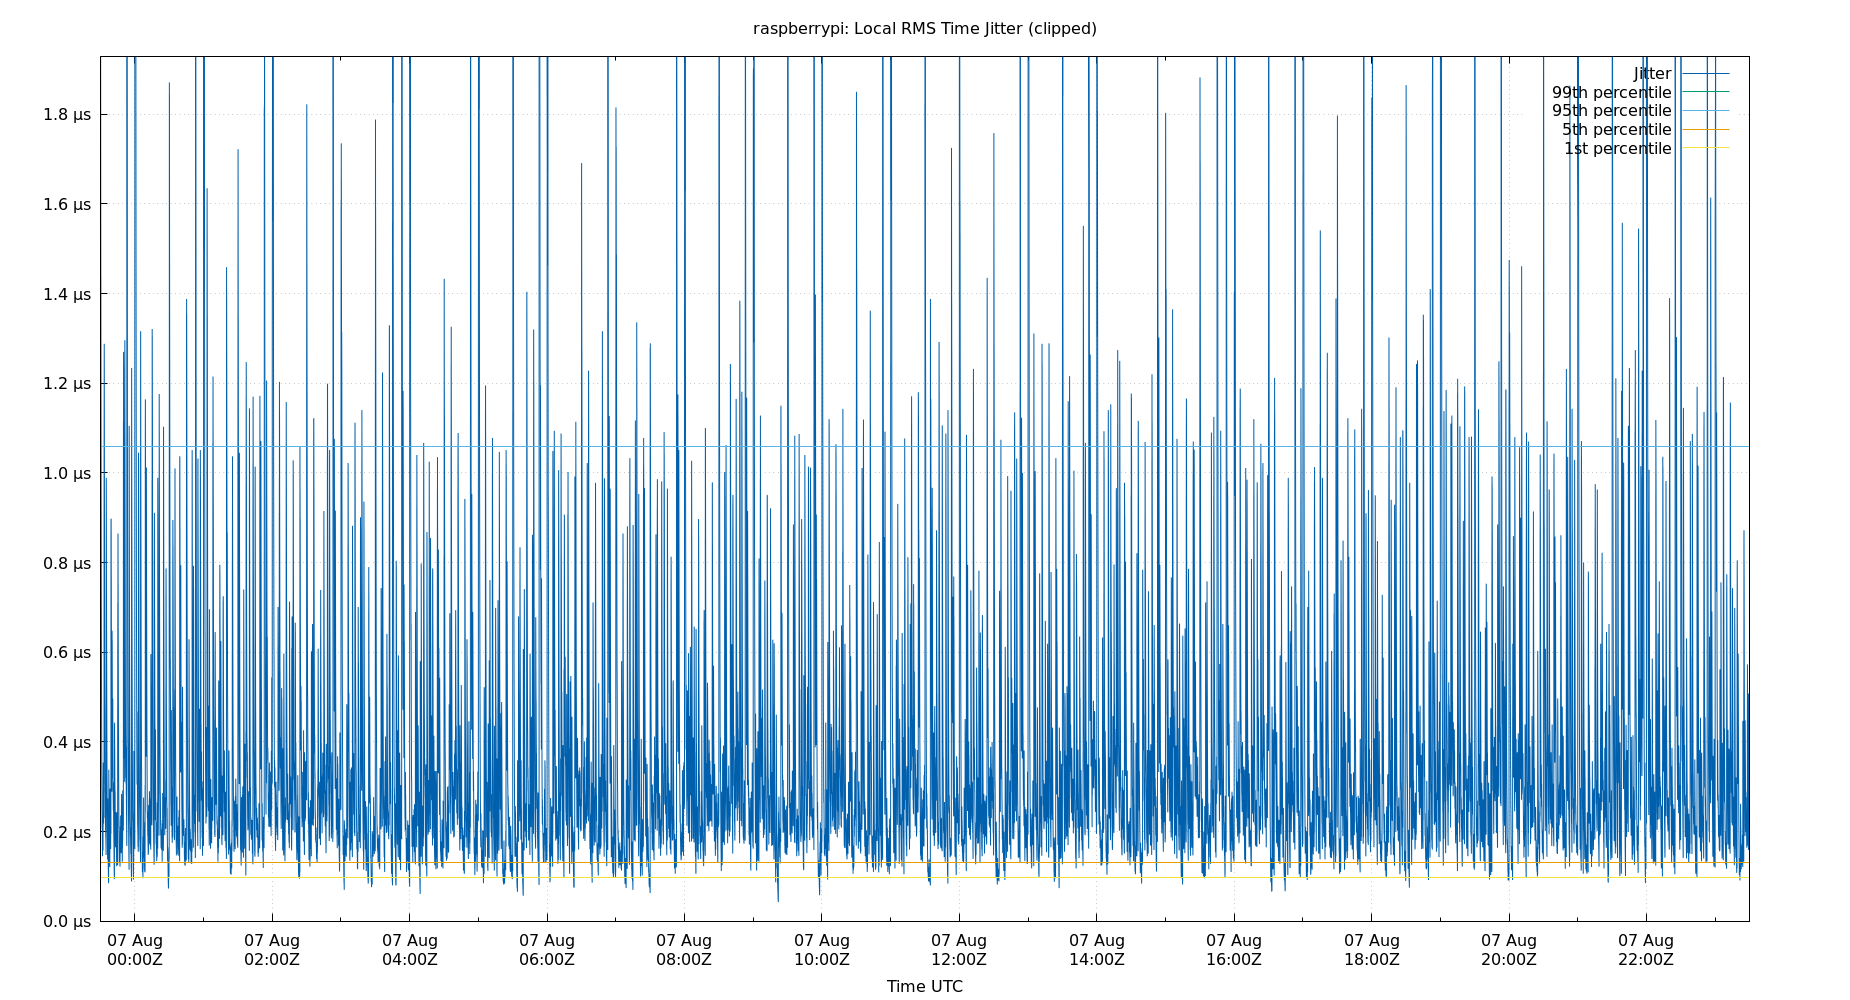 raspberrypi: Local RMS Time Jitter (clipped)
Jitter
99th percentile
95th percentile
5th percentile
1st percentile
1.8 µs
1.6 µs
1.4 µs
1.2 µs
1.0 µs
0.8 µs
0.6 µs
0.4 µs
0.2 µs
0.0 µs
07 Aug 07 Aug 07 Aug 07 Aug 07 Aug 07 Aug 07 Aug 07 Aug 07 Aug 07 Aug 07 Aug 07 Aug
00:00Z 02:00Z 04:00Z 06:00Z 08:00Z 10:00Z 12:00Z 14:00Z 16:00Z 18:00Z 20:00Z 22:00Z
Time UTC